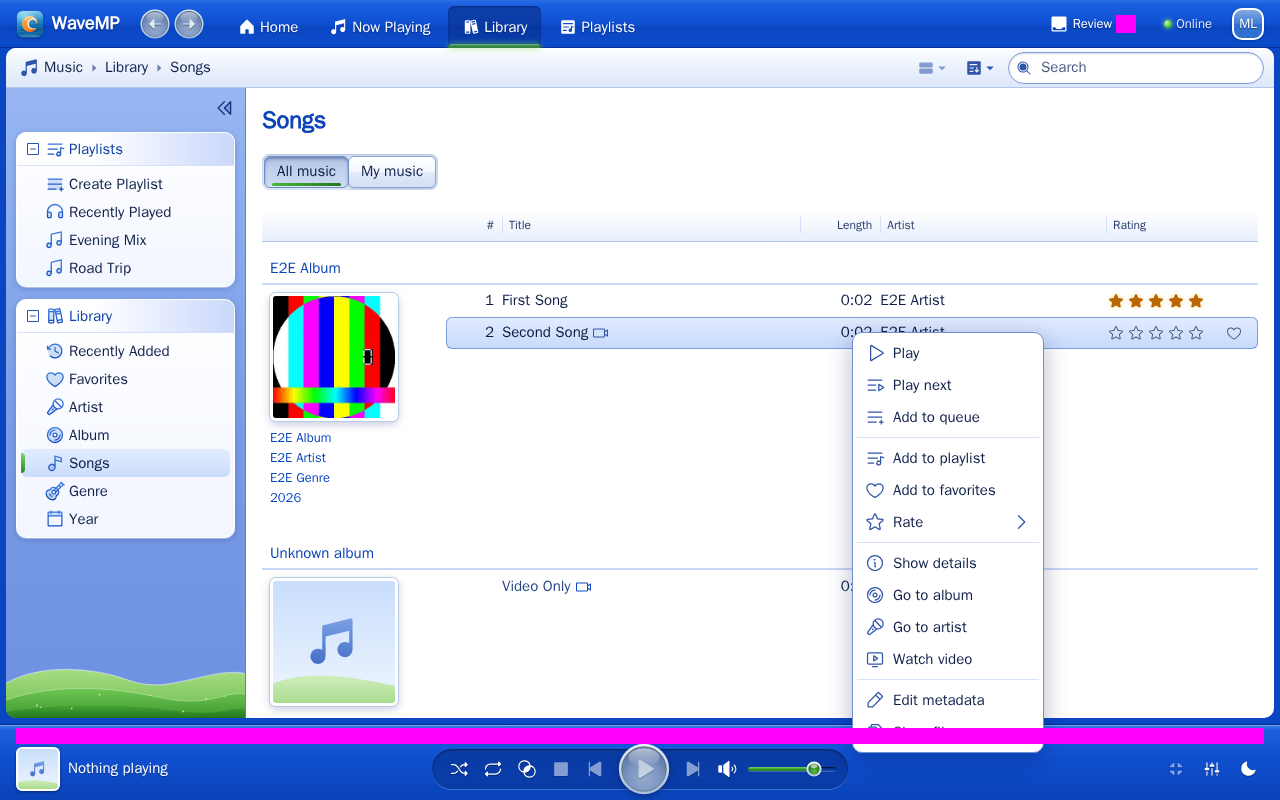 WaveMP
Home
Now Playing
Library
Playlists
Review
Online
ML
Music
Library
Songs
Search
Playlists
Create Playlist
Recently Played
Evening Mix
Road Trip
Library
Recently Added
Favorites
Artist
Album
Songs
Genre
Year
Songs
All music
My music
# Title Length Artist Rating
E2E Album
1 First Song 0:02 E2E Artist
2 Second Song 0:02 E2E Artist
E2E Album
E2E Artist
E2E Genre
2026
Unknown album
Video Only
Play
Play next
Add to queue
Add to playlist
Add to favorites
Rate
Show details
Go to album
Go to artist
Watch video
Edit metadata
Nothing playing